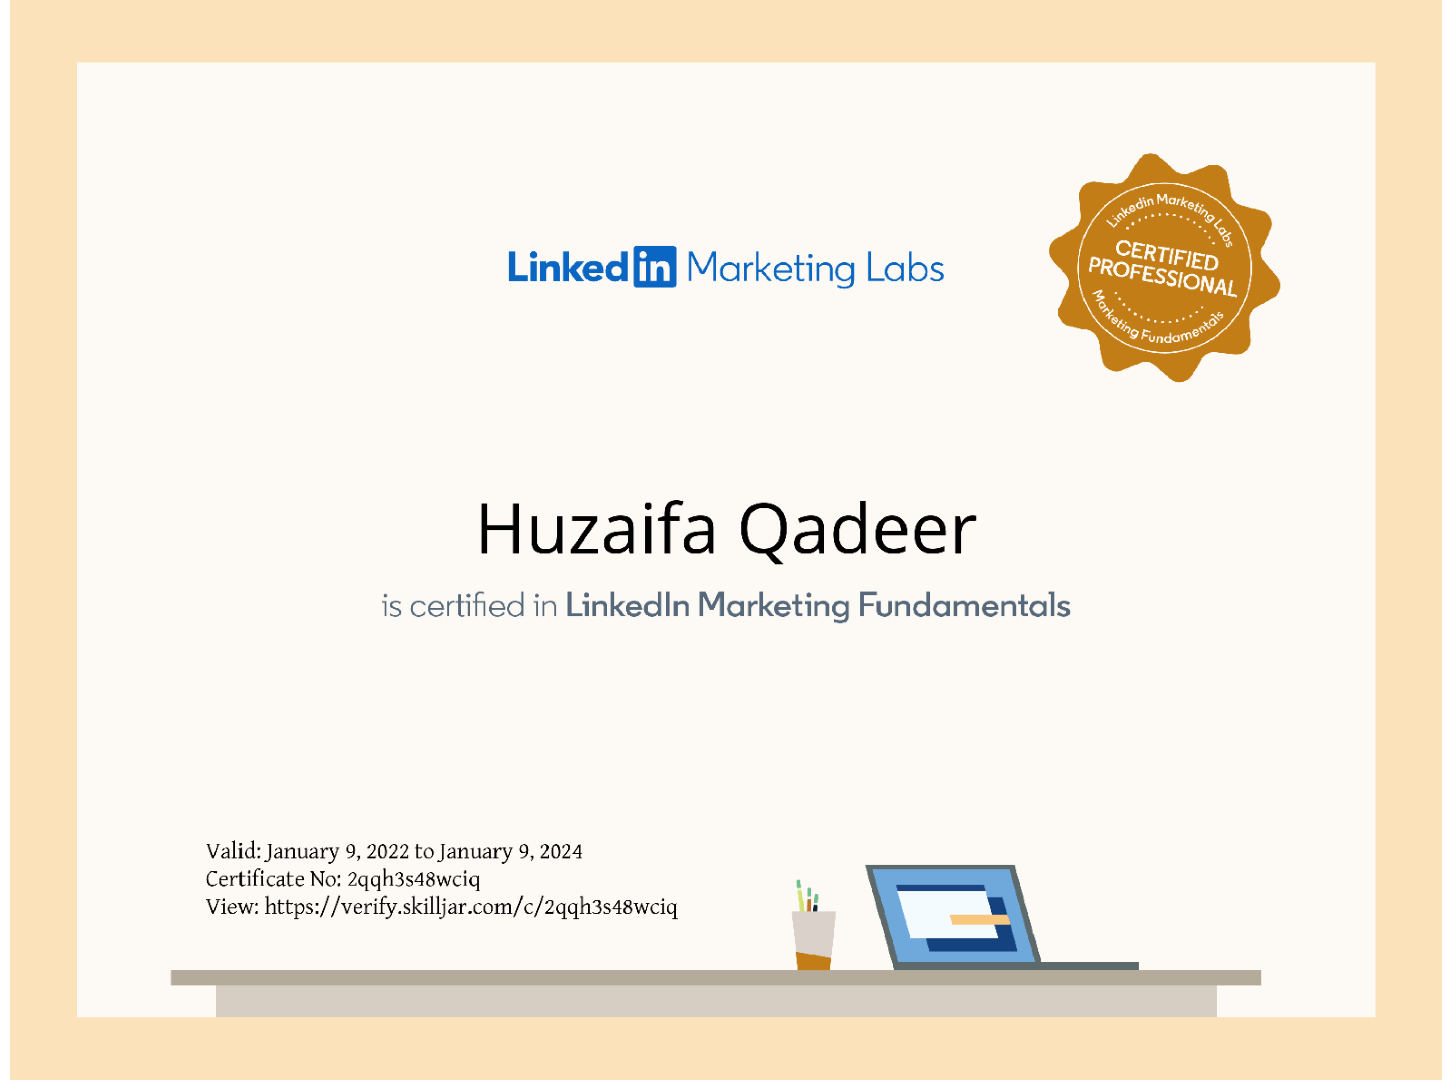 LinkedIn Marketing Labs
LinkedIn Marketing Labs
CERTIFIED
PROFESSIONAL
Marketing Fundamentals
Huzaifa Qadeer
is certified in LinkedIn Marketing Fundamentals
Valid: January 9, 2022 to January 9, 2024
Certificate No: 2qqh3s48wciq
View: https://verify.skilljar.com/c/2qqh3s48wciq